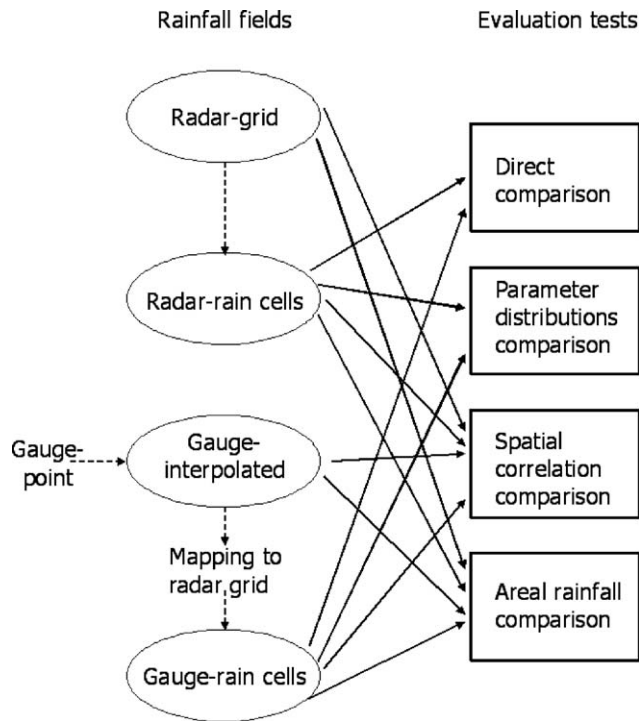 Rainfall fields
Evaluation tests
Radar-grid
Radar-rain cells
Gauge-
point
Gauge-
interpolated
Mapping to
radar grid
Gauge-rain cells
Direct
comparison
Parameter
distributions
comparison
Spatial
correlation
comparison
Areal rainfall
comparison